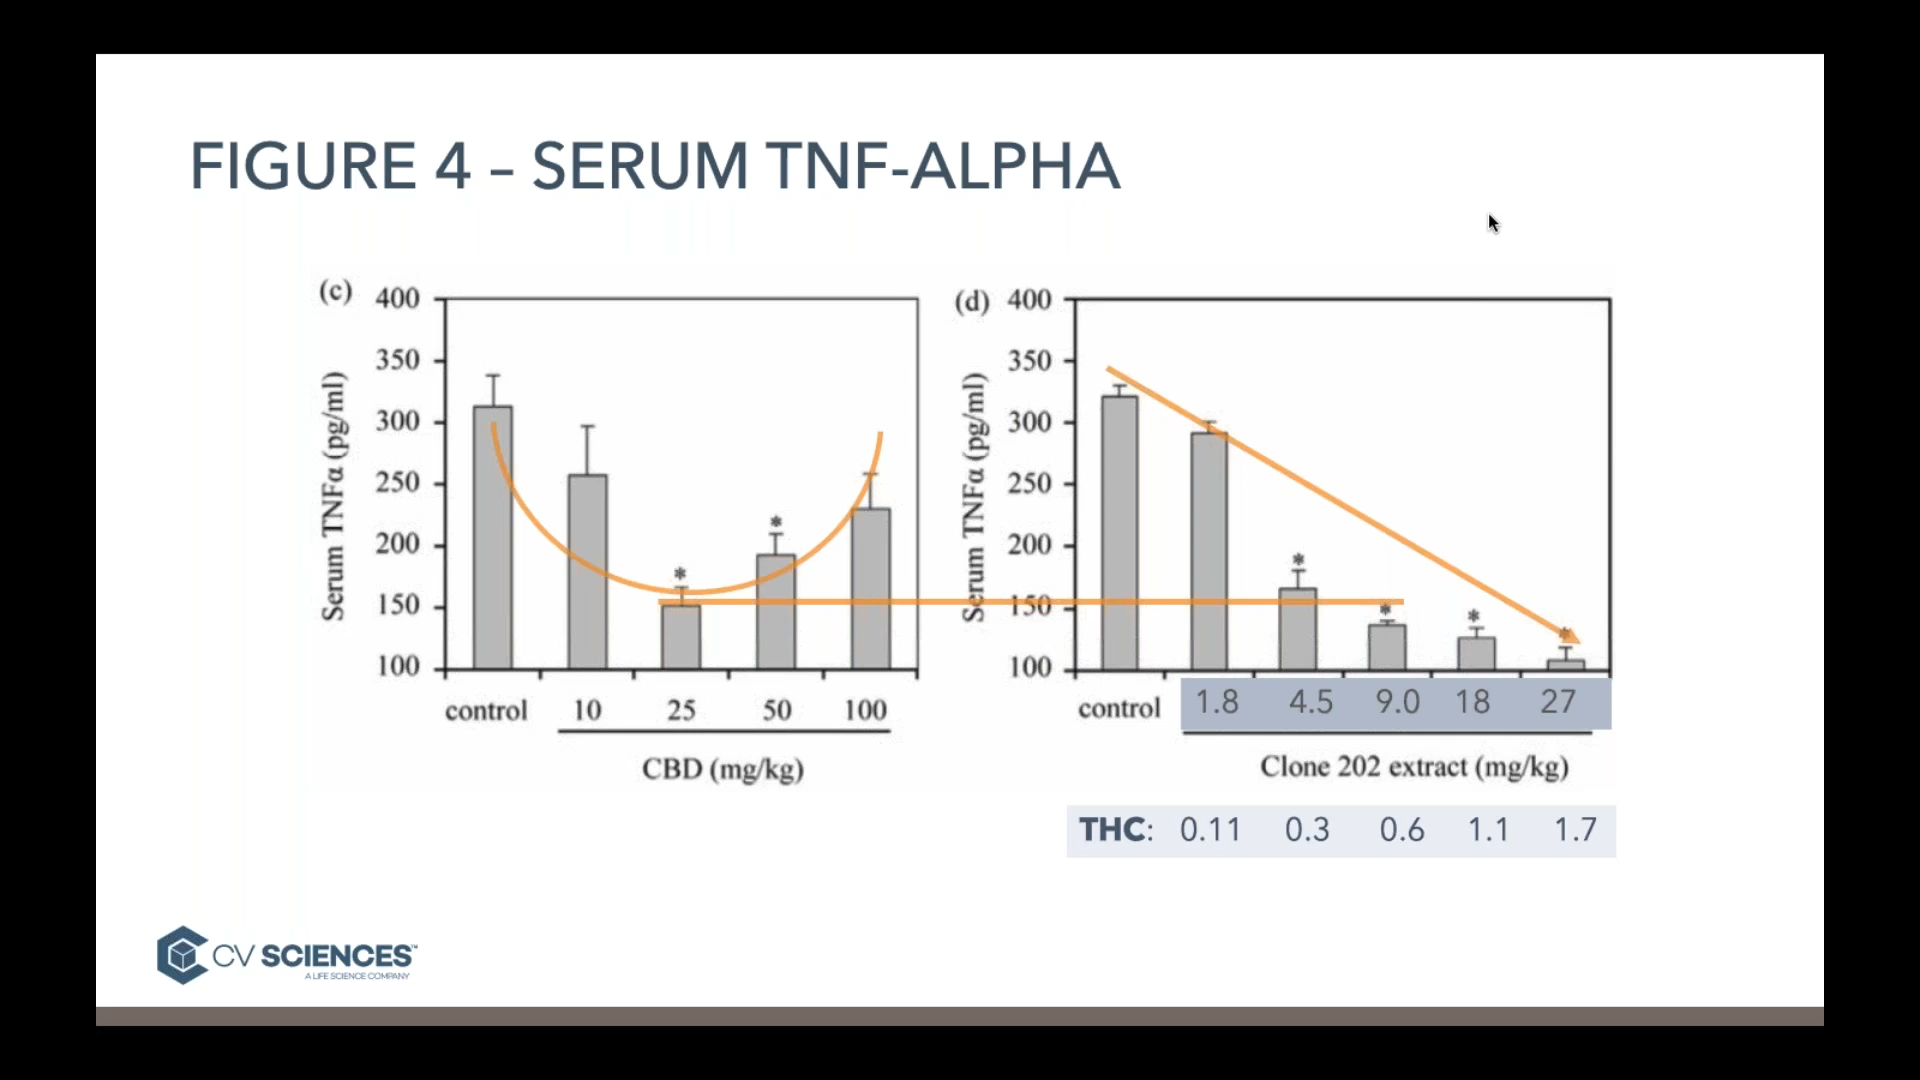 FIGURE 4 – SERUM TNF-ALPHA
(c)
400
350
300
250
200
150
100
Serum TNFα (pg/ml)
*
*
control 10 25 50 100
CBD (mg/kg)
(d)
400
350
300
250
200
150
100
Serum TNFα (pg/ml)
*
*
*
*
control 1.8 4.5 9.0 18 27
Clone 202 extract (mg/kg)
THC: 0.11 0.3 0.6 1.1 1.7
CV SCIENCES™
A LIFE SCIENCE COMPANY